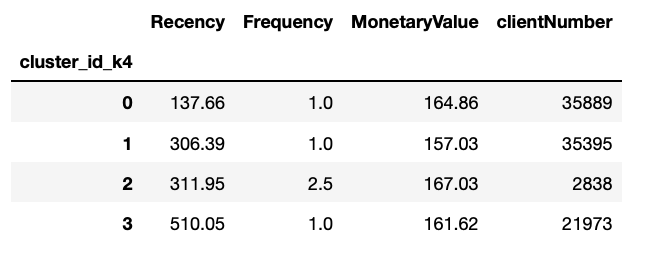 Recency Frequency MonetaryValue clientNumber
cluster_id_k4
0 137.66 1.0 164.86 35889
1 306.39 1.0 157.03 35395
2 311.95 2.5 167.03 2838
3 510.05 1.0 161.62 21973